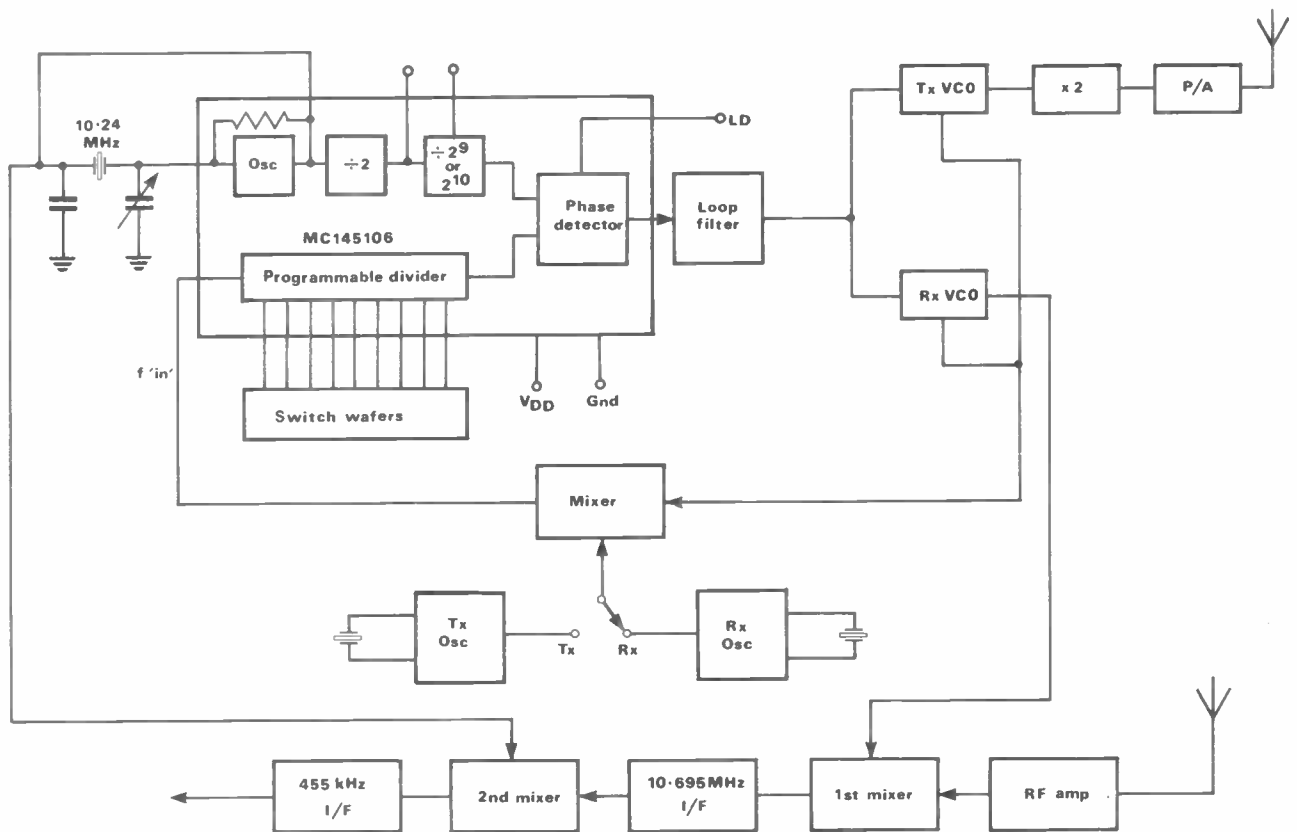 10·24
MHz
Osc
÷2
÷2⁹
or
2¹⁰
Phase
detector
LD
Loop
filter
Tx VCO
x 2
P/A
MC145106
Programmable divider
Rx VCO
f 'in'
Switch wafers
VDD
Gnd
Mixer
Tx
Osc
Tx
Rx
Rx
Osc
455 kHz
I/F
2nd mixer
10·695MHz
I/F
1st mixer
RF amp